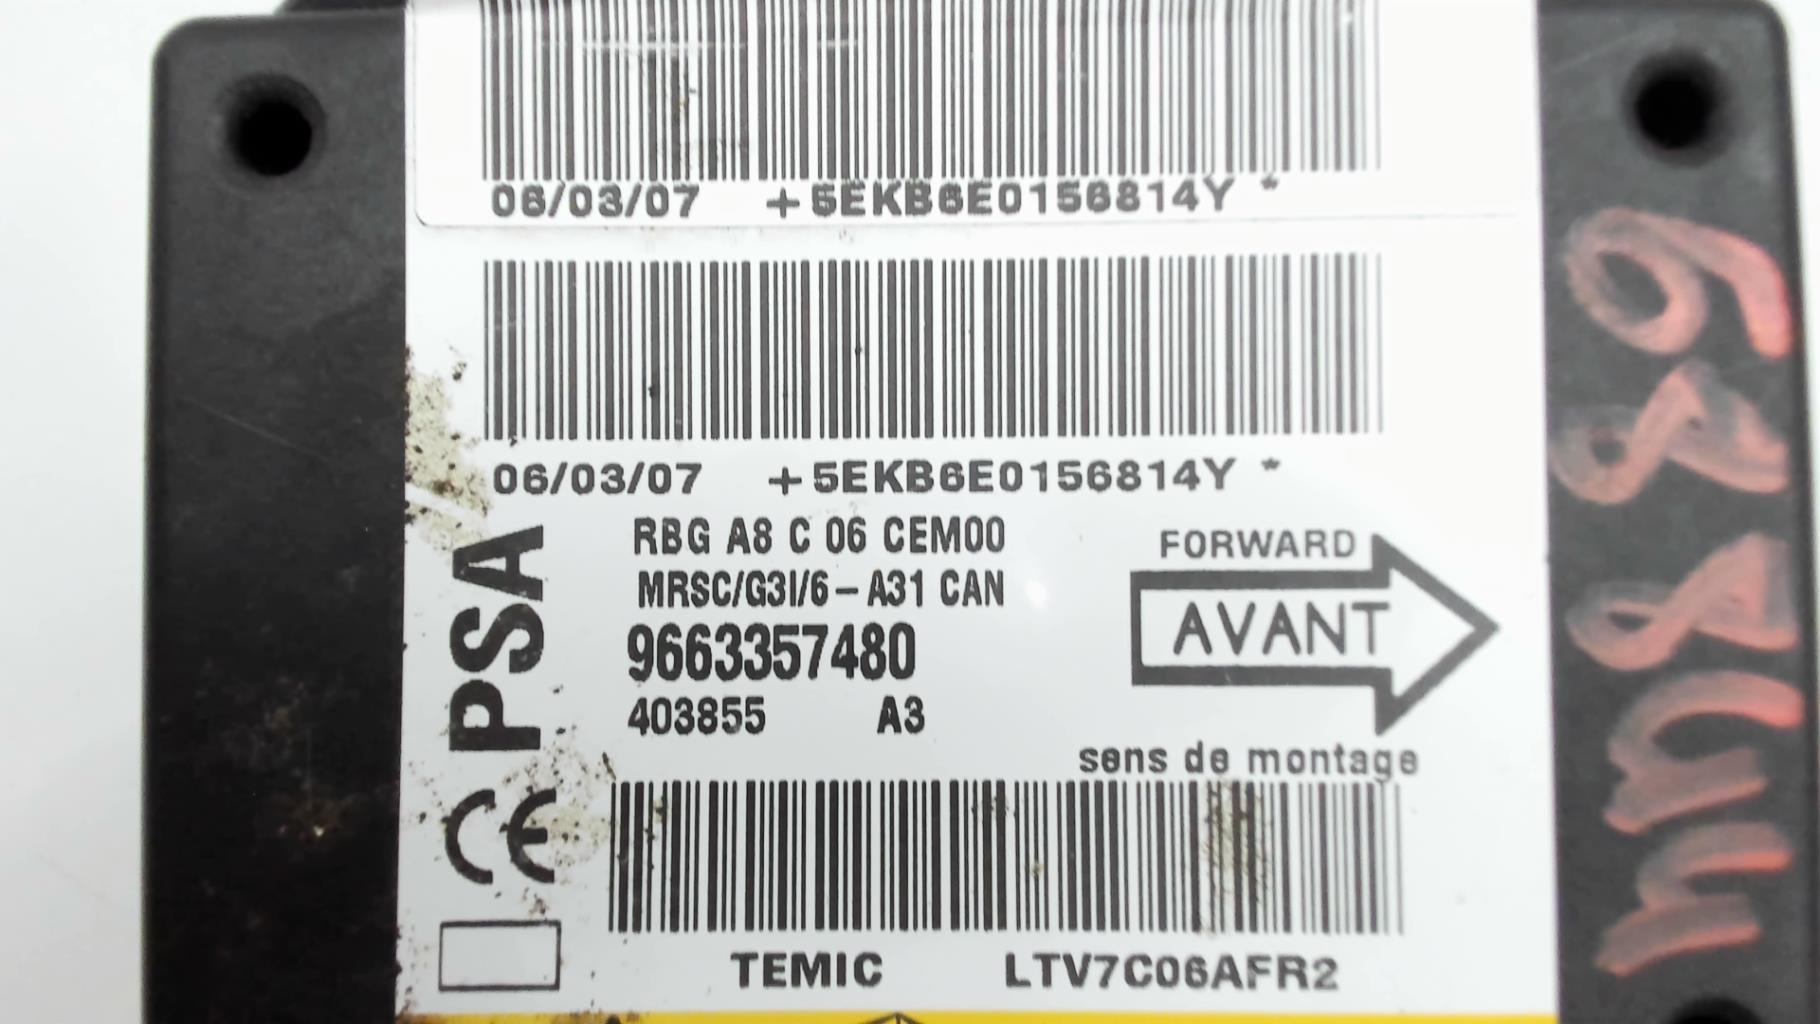 06/03/07 +5EKB6E0156814Y *
06/03/07 +5EKB6E0156814Y *
PSA
RBG A8 C 06 CEM00
MRSC/G3I/6-A31 CAN
9663357480
403855 A3
FORWARD
AVANT
sens de montage
CE
TEMIC LTV7C06AFR2